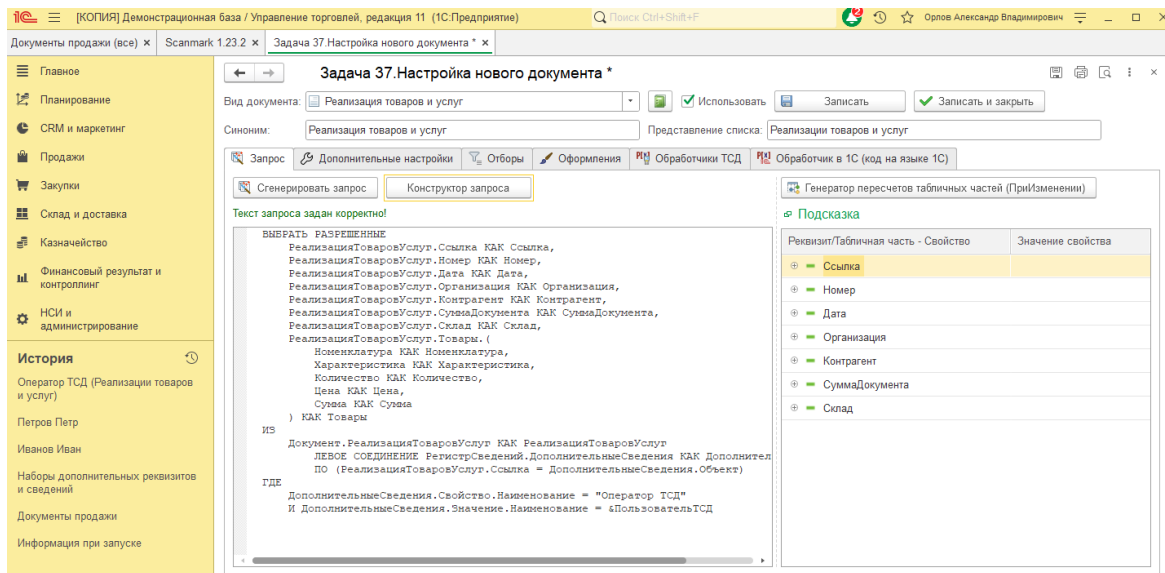 [КОПИЯ] Демонстрационная база / Управление торговлей, редакция 11 (1С:Предприятие)
Поиск Ctrl+Shift+F
2
Орлов Александр Владимирович
Документы продажи (все) ×
Scanmark 1.23.2 ×
Задача 37.Настройка нового документа * ×
Главное
Планирование
CRM и маркетинг
Продажи
Закупки
Склад и доставка
Казначейство
Финансовый результат и
контроллинг
НСИ и
администрирование
История
Оператор ТСД (Реализации товаров
и услуг)
Петров Петр
Иванов Иван
Наборы дополнительных реквизитов
и сведений
Документы продажи
Информация при запуске
Задача 37.Настройка нового документа *
Вид документа: Реализация товаров и услуг
Использовать
Записать
Записать и закрыть
Синоним: Реализация товаров и услуг
Представление списка: Реализации товаров и услуг
Запрос
Дополнительные настройки
Отборы
Оформления
Обработчики ТСД
Обработчик в 1С (код на языке 1С)
Сгенерировать запрос
Конструктор запроса
Текст запроса задан корректно!
ВЫБРАТЬ РАЗРЕШЕННЫЕ
РеализацияТоваровУслуг.Ссылка КАК Ссылка,
РеализацияТоваровУслуг.Номер КАК Номер,
РеализацияТоваровУслуг.Дата КАК Дата,
РеализацияТоваровУслуг.Организация КАК Организация,
РеализацияТоваровУслуг.Контрагент КАК Контрагент,
РеализацияТоваровУслуг.СуммаДокумента КАК СуммаДокумента,
РеализацияТоваровУслуг.Склад КАК Склад,
РеализацияТоваровУслуг.Товары.(
Номенклатура КАК Номенклатура,
Характеристика КАК Характеристика,
Количество КАК Количество,
Цена КАК Цена,
Сумма КАК Сумма
) КАК Товары
ИЗ
Документ.РеализацияТоваровУслуг КАК РеализацияТоваровУслуг
ЛЕВОЕ СОЕДИНЕНИЕ РегистрСведений.ДополнительныеСведения КАК Дополнител
ПО (РеализацияТоваровУслуг.Ссылка = ДополнительныеСведения.Объект)
ГДЕ
ДополнительныеСведения.Свойство.Наименование = "Оператор ТСД"
И ДополнительныеСведения.Значение.Наименование = &ПользовательТСД
Генератор пересчетов табличных частей (ПриИзменении)
Подсказка
Реквизит/Табличная часть - Свойство
Значение свойства
Ссылка
Номер
Дата
Организация
Контрагент
СуммаДокумента
Склад